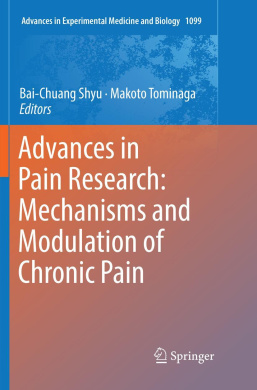 Advances in Experimental Medicine and Biology 1099
Bai-Chuang Shyu · Makoto Tominaga
Editors
Advances in
Pain Research:
Mechanisms and
Modulation of
Chronic Pain
Springer